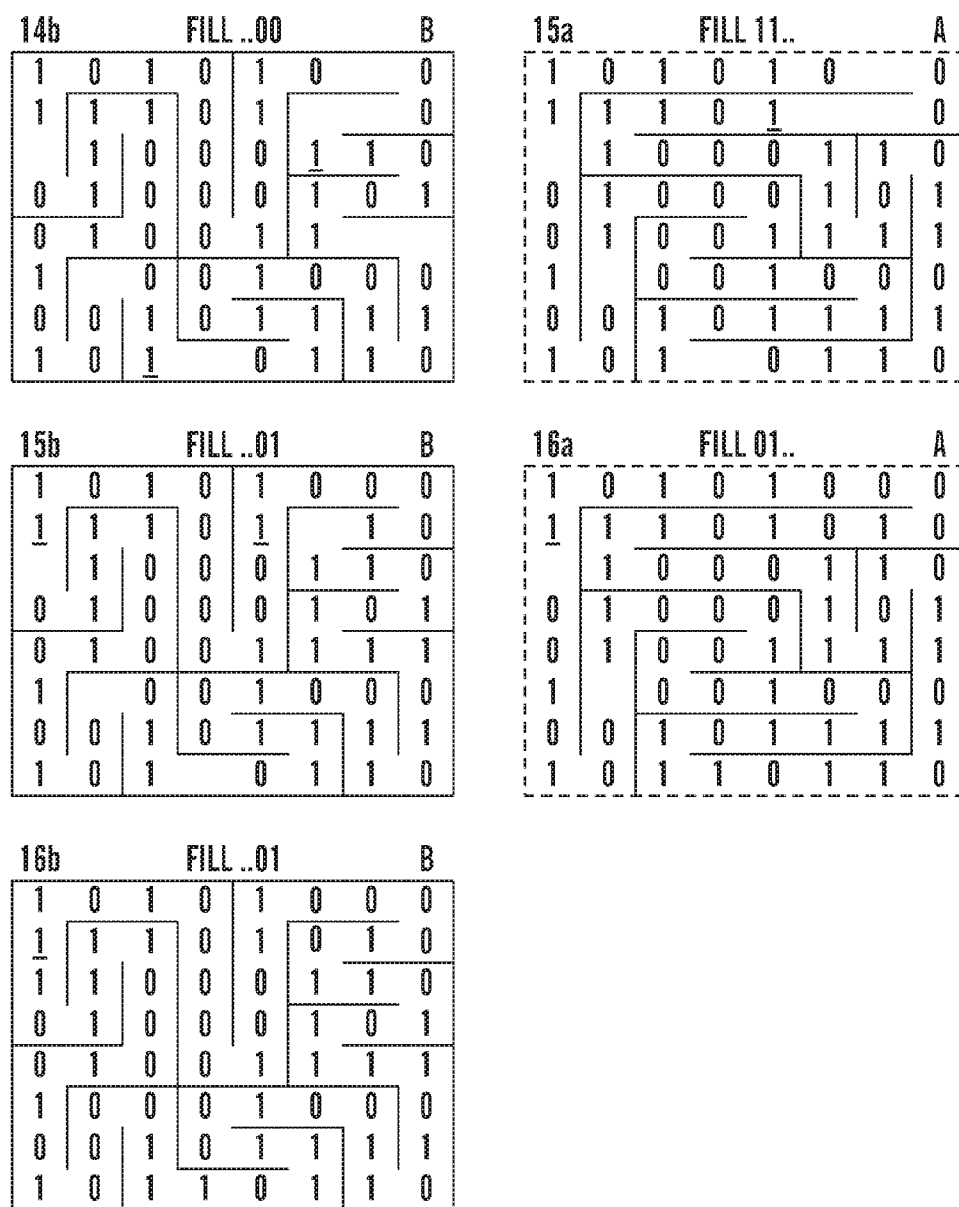 14b FILL ..00 B
1 0 1 0 1 0 0
1 1 1 0 1 0
1 0 0 0 1 1 0
0 1 0 0 0 1 0 1
0 1 0 0 1 1
1 0 0 1 0 0 0
0 0 1 0 1 1 1 1
1 0 1 0 1 1 0
15a FILL 11.. A
1 0 1 0 1 0 0
1 1 1 0 1 0
1 0 0 0 1 1 0
0 1 0 0 0 1 0 1
0 1 0 0 1 1 1 1
1 0 0 1 0 0 0
0 0 1 0 1 1 1 1
1 0 1 0 1 1 0
15b FILL ..01 B
1 0 1 0 1 0 0 0
1 1 1 0 1 1 0
1 0 0 0 1 1 0
0 1 0 0 0 1 0 1
0 1 0 0 1 1 1 1
1 0 0 1 0 0 0
0 0 1 0 1 1 1 1
1 0 1 0 1 1 0
16a FILL 01.. A
1 0 1 0 1 0 0 0
1 1 1 0 1 0 1 0
1 0 0 0 1 1 0
0 1 0 0 0 1 0 1
0 1 0 0 1 1 1 1
1 0 0 1 0 0 0
0 0 1 0 1 1 1 1
1 0 1 1 0 1 1 0
16b FILL ..01 B
1 0 1 0 1 0 0 0
1 1 1 0 1 0 1 0
1 1 0 0 0 1 1 0
0 1 0 0 0 1 0 1
0 1 0 0 1 1 1 1
1 0 0 0 1 0 0 0
0 0 1 0 1 1 1 1
1 0 1 1 0 1 1 0